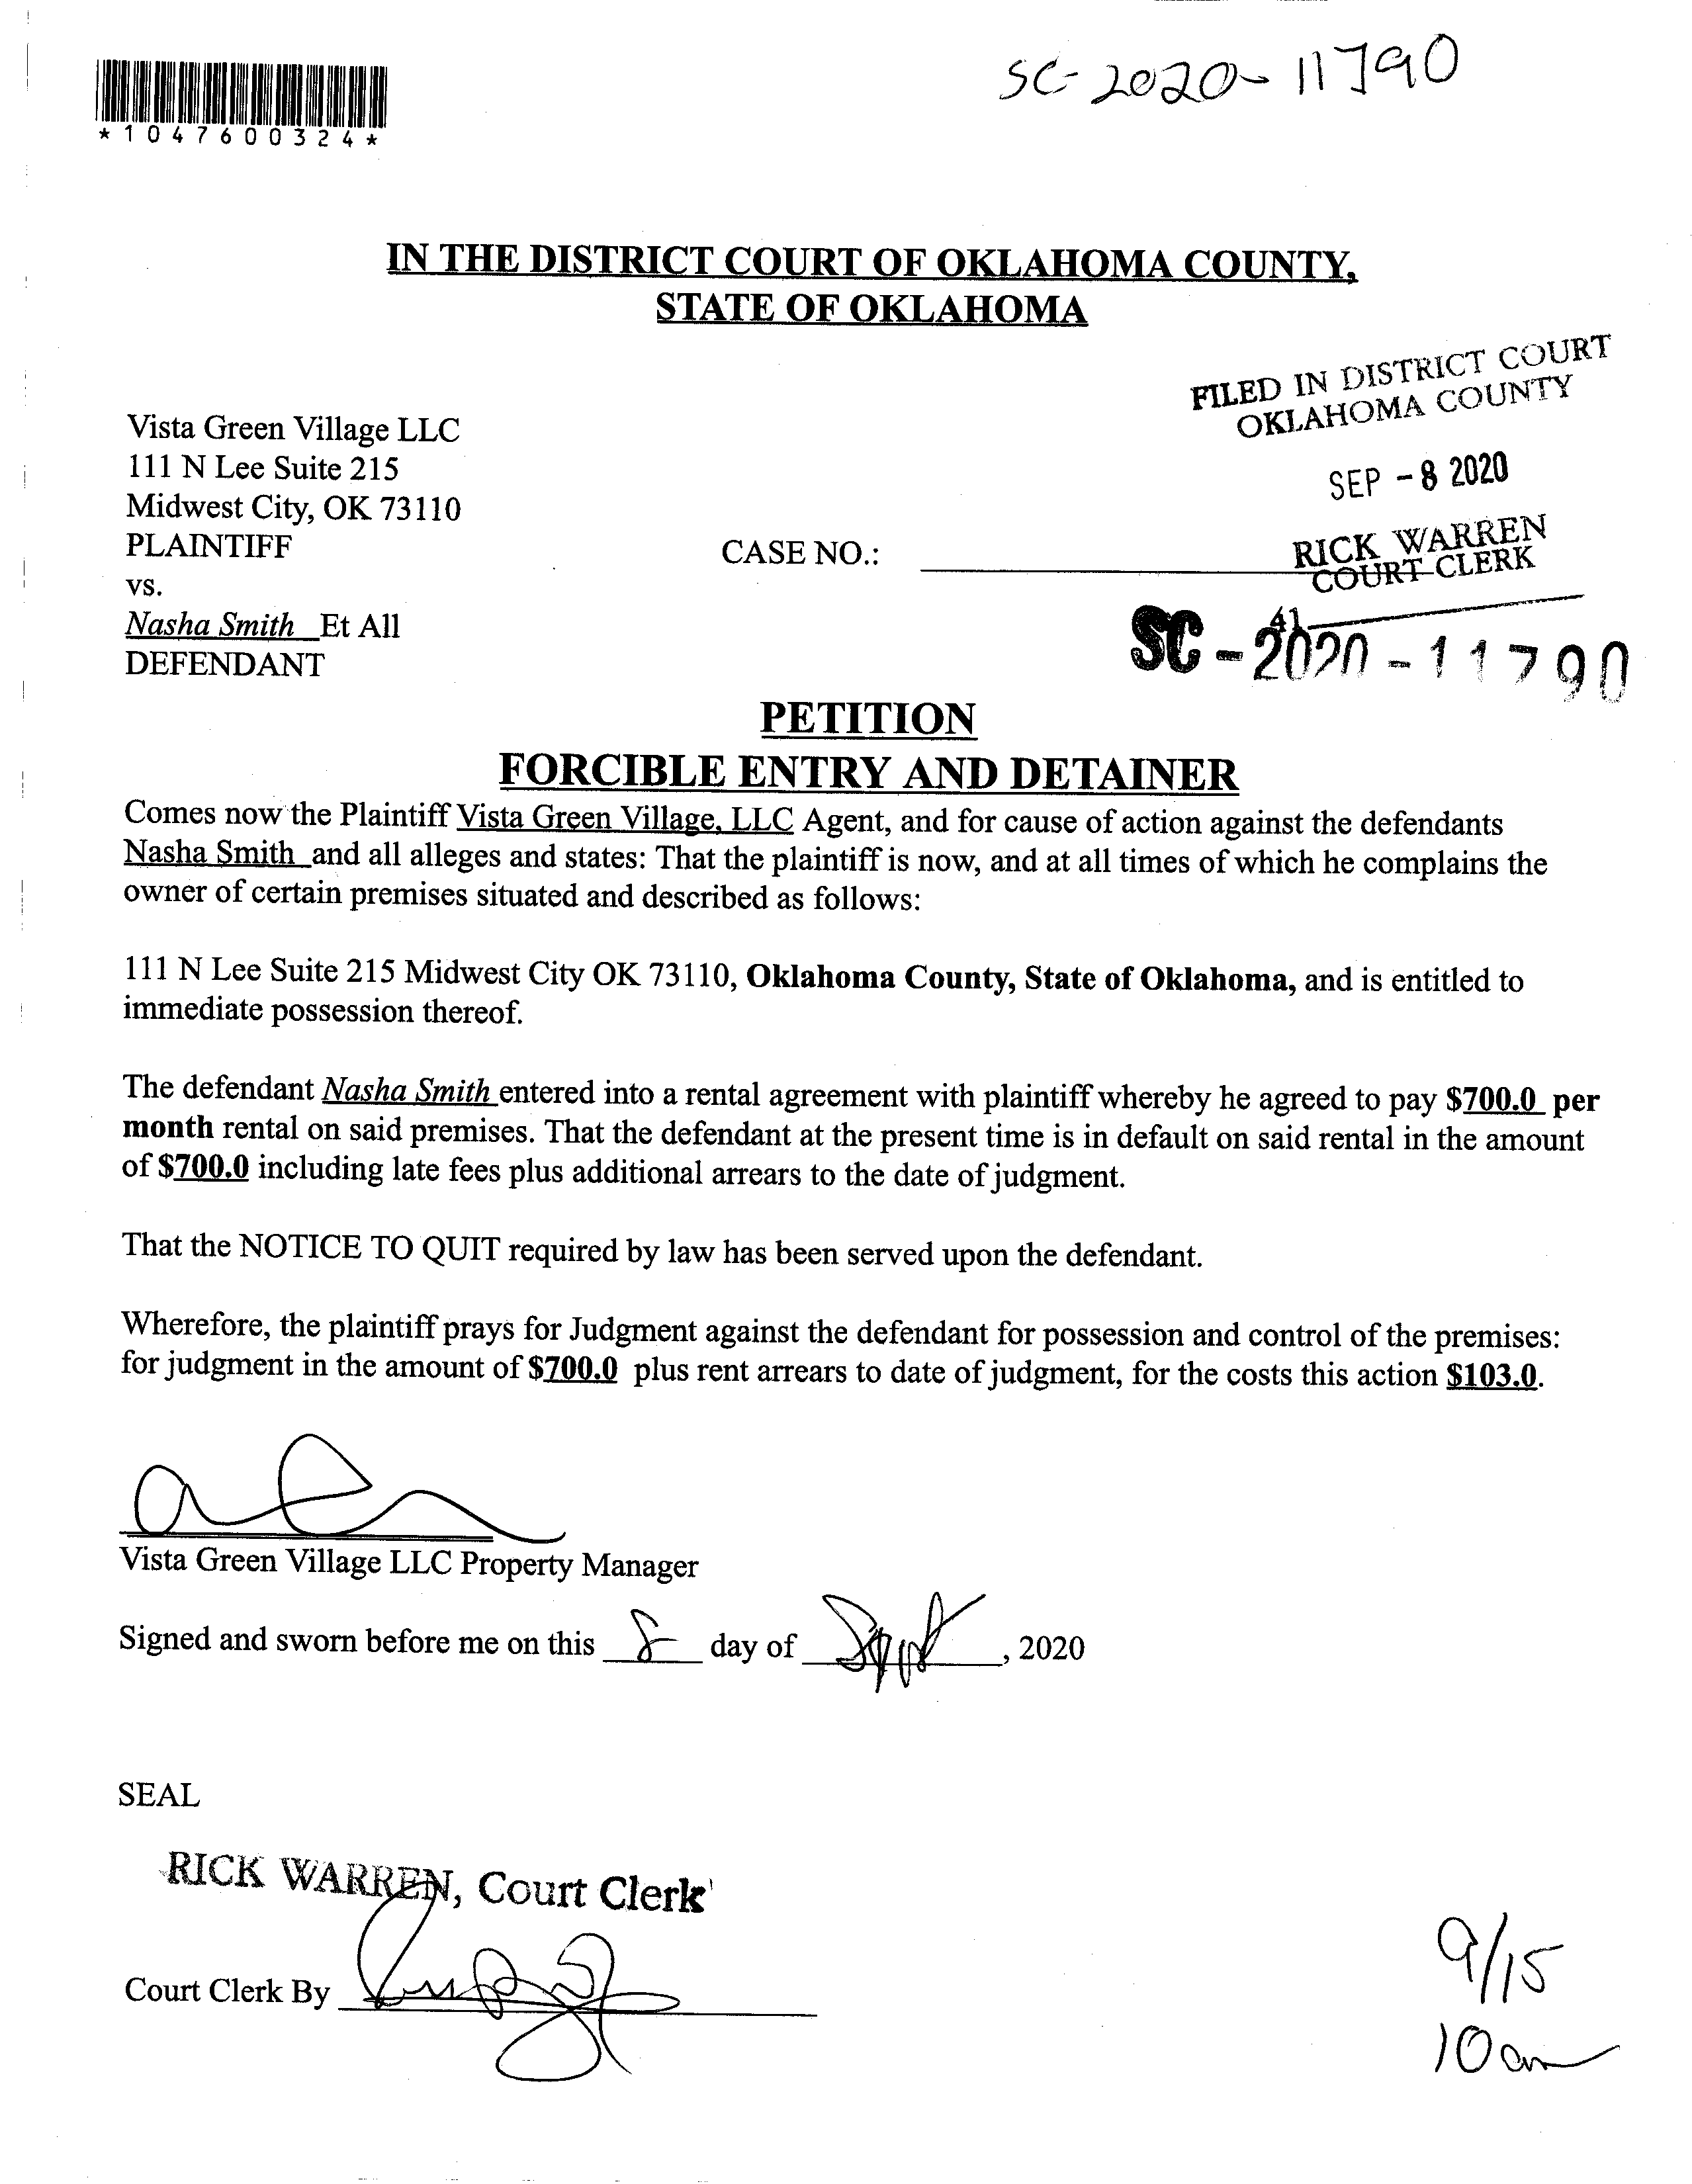 SC-2020-11790
*1047600324*
IN THE DISTRICT COURT OF OKLAHOMA COUNTY,
STATE OF OKLAHOMA
FILED IN DISTRICT COURT
OKLAHOMA COUNTY
SEP -8 2020
RICK WARREN
COURT CLERK
41
SC-2020-11790
Vista Green Village LLC
111 N Lee Suite 215
Midwest City, OK 73110
PLAINTIFF
CASE NO.:
vs.
Nasha Smith Et All
DEFENDANT
PETITION
FORCIBLE ENTRY AND DETAINER
Comes now the Plaintiff Vista Green Village, LLC Agent, and for cause of action against the defendants
Nasha Smith and all alleges and states: That the plaintiff is now, and at all times of which he complains the
owner of certain premises situated and described as follows:
111 N Lee Suite 215 Midwest City OK 73110, Oklahoma County, State of Oklahoma, and is entitled to
immediate possession thereof.
The defendant Nasha Smith entered into a rental agreement with plaintiff whereby he agreed to pay $700.0 per
month rental on said premises. That the defendant at the present time is in default on said rental in the amount
of $700.0 including late fees plus additional arrears to the date of judgment.
That the NOTICE TO QUIT required by law has been served upon the defendant.
Wherefore, the plaintiff prays for Judgment against the defendant for possession and control of the premises:
for judgment in the amount of $700.0 plus rent arrears to date of judgment, for the costs this action $103.0.
Vista Green Village LLC Property Manager
Signed and sworn before me on this 8 day of Sept, 2020
SEAL
RICK WARREN, Court Clerk
Court Clerk By
9/15
10am